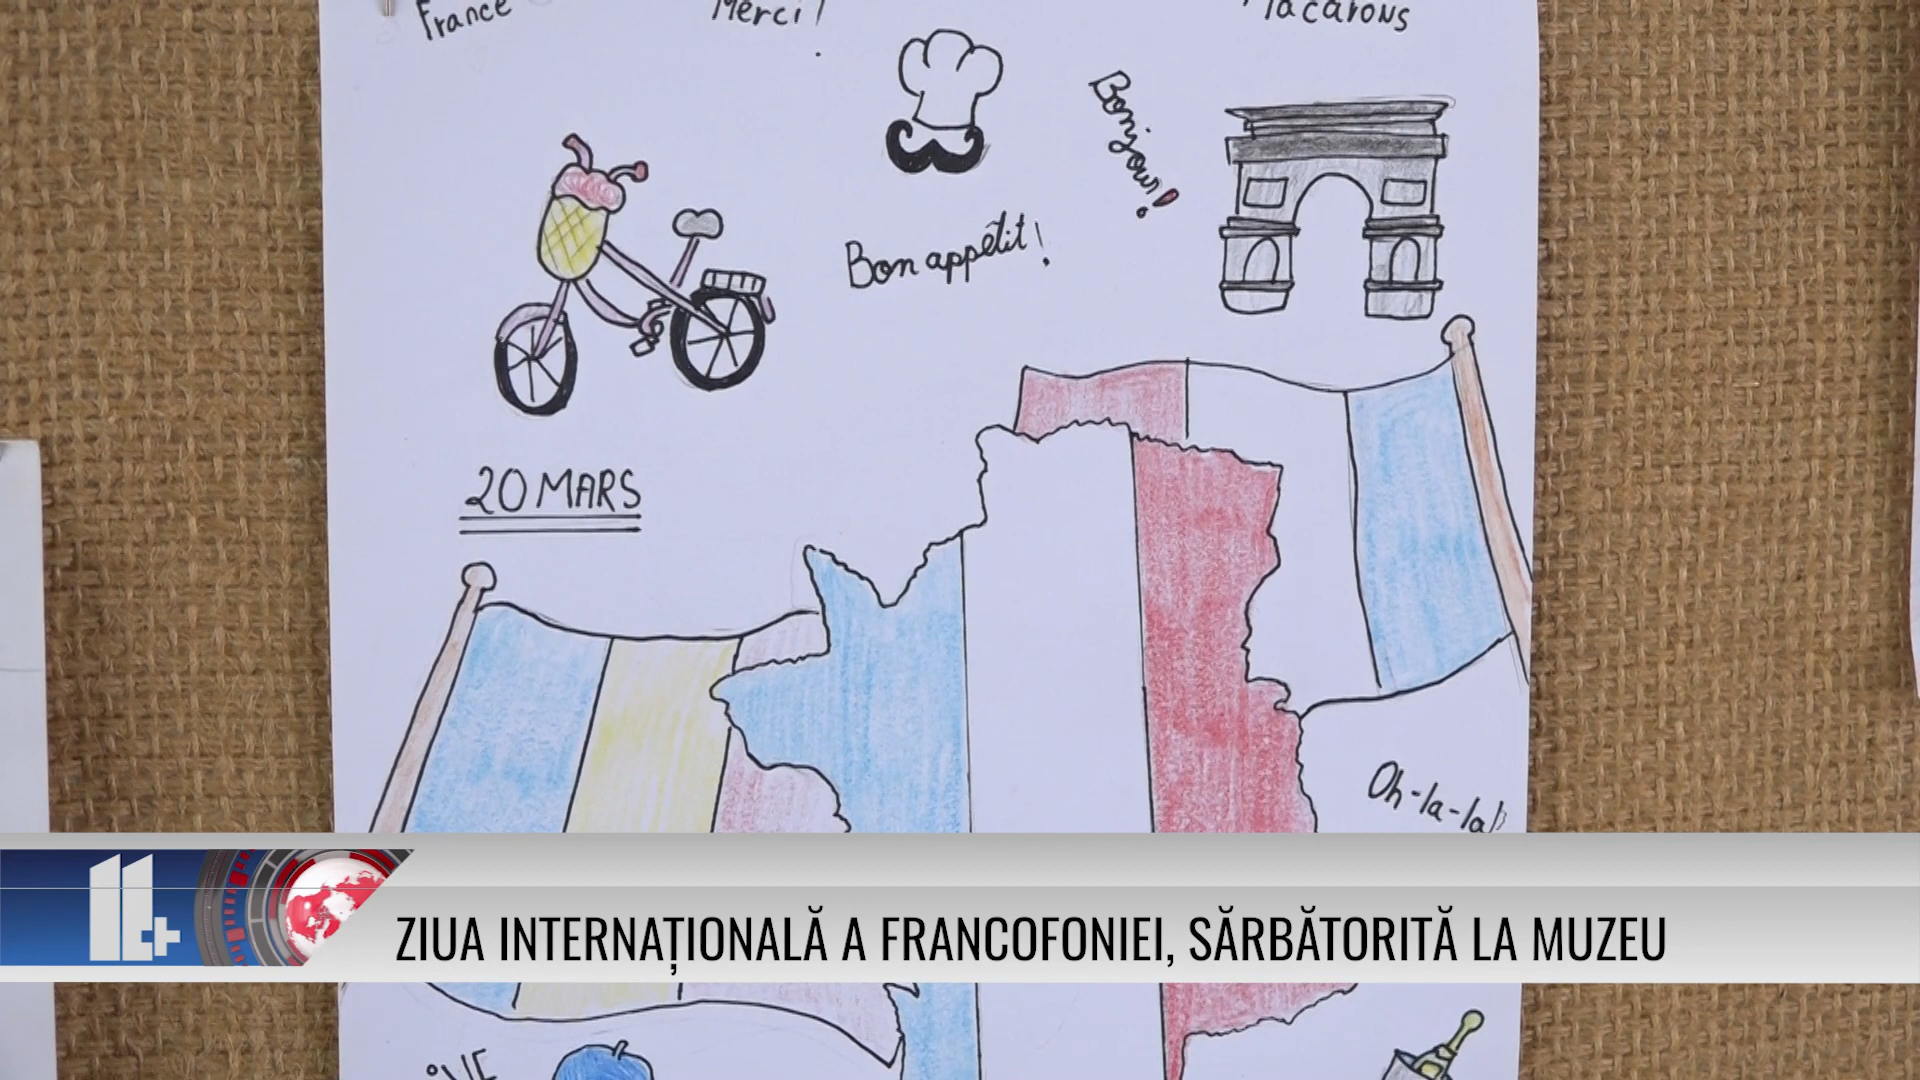 France
Merci!
Macarons
Bonjour!
Bon appétit!
20 MARS
Oh-la-la!
ZIUA INTERNAȚIONALĂ A FRANCOFONIEI, SĂRBĂTORITĂ LA MUZEU